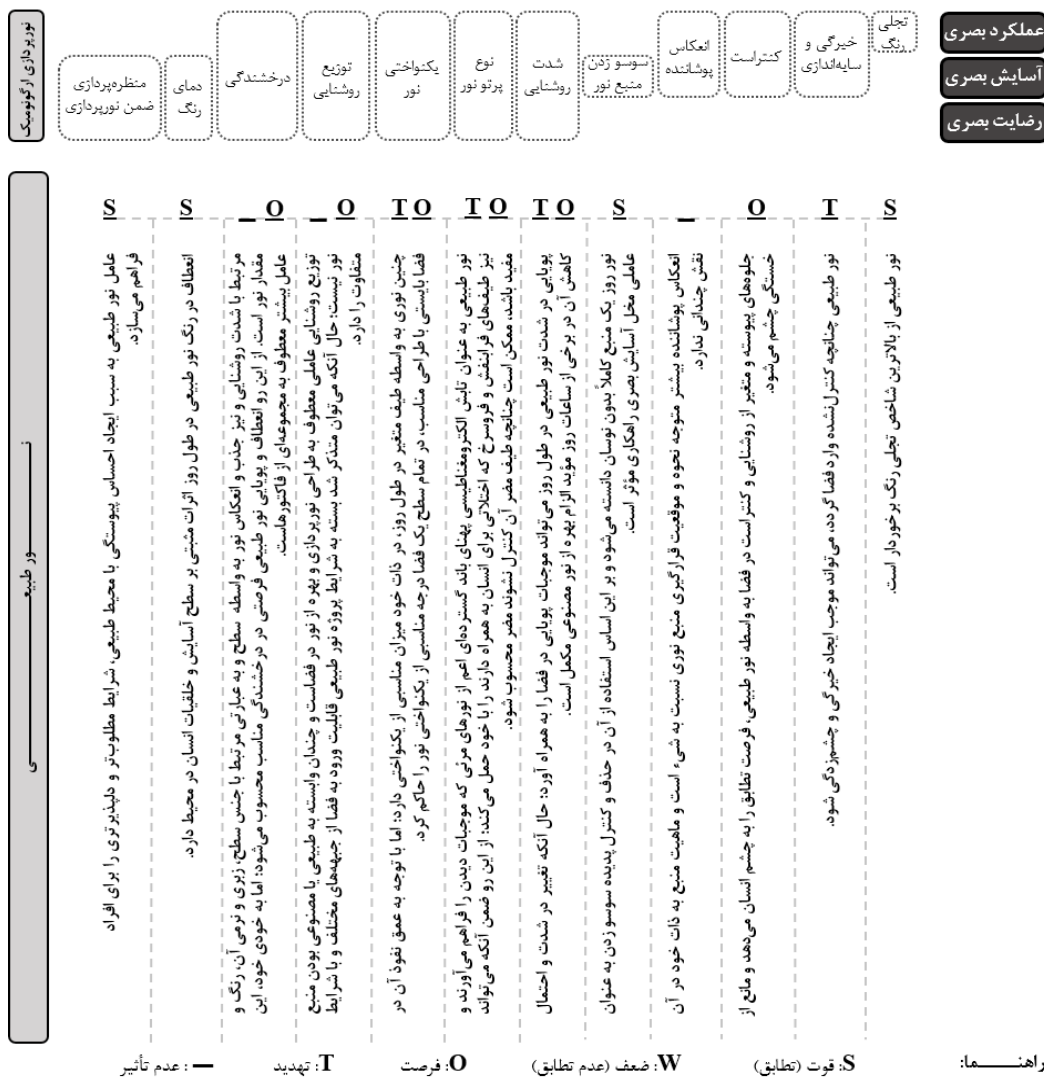 عملکرد بصری
آسایش بصری
رضایت بصری
تجلی
رنگ
خیرگی و
سایه‌اندازی
کنتراست
انعکاس
پوشاننده
سوسو زدن
منبع نور
شدت
روشنایی
نوع
پرتو نور
یکنواختی
نور
توزیع
روشنایی
درخشندگی
دمای
رنگ
منظره‌پردازی
ضمن نورپردازی
نورپردازی ارگونومیک
S
نور طبیعی از بالاترین شاخص تجلی رنگ برخوردار است.
T
نور طبیعی چنانچه کنترل‌نشده وارد فضا گردد، می‌تواند موجب ایجاد خیرگی و چشم‌زدگی شود.
O
جلوه‌های پیوسته و متغیر از روشنایی و کنتراست در فضا به واسطه نور طبیعی، فرصت تطابق را به چشم انسان می‌دهد و مانع از
خستگی چشم می‌شود.
–
انعکاس پوشاننده بیشتر متوجه نحوه و موقعیت قرارگیری منبع نوری نسبت به شیء است و ماهیت منبع به ذات خود در آن
نقش چندانی ندارد.
S
نور روز یک منبع کاملاً بدون نوسان دانسته می‌شود و بر این اساس استفاده از آن در حذف و کنترل پدیده سوسو زدن به عنوان
عاملی مخل آسایش بصری راهکاری مؤثر است.
T O
پویایی در شدت نور طبیعی در طول روز می‌تواند موجبات پویایی در فضا را به همراه آورد؛ حال آنکه تغییر در شدت و احتمال
کاهش آن در برخی از ساعات روز مؤید الزام بهره از نور مصنوعی مکمل است.
T O
نور طبیعی به عنوان تابش الکترومغناطیسی پهنای باند گسترده‌ای اعم از نورهای مرئی که موجبات دیدن را فراهم می‌آورند و
نیز طیف‌های فرابنفش و فروسرخ که اختلاتی برای انسان به همراه دارند را با خود حمل می‌کند؛ از این رو ضمن آنکه می‌تواند
مفید باشد، ممکن است چنانچه طیف مضر آن کنترل نشوند مضر محسوب شود.
T O
چنین نوری به واسطه طیف متغیر در طول روز، در ذات خود میزان مناسبی از یکنواختی دارد؛ اما با توجه به عمق نفوذ آن در
فضا بایستی با طراحی مناسب، در تمام سطح یک فضا درجه مناسبی از یکنواختی نور را حاکم کرد.
– O
توزیع روشنایی عاملی معطوف به طراحی نورپردازی و بهره از نور در فضاست و چندان وابسته به طبیعی یا مصنوعی بودن منبع
نور نیست؛ حال آنکه می‌توان متذکر شد بسته به شرایط پروژه نور طبیعی قابلیت ورود به فضا از جبهه‌های مختلف و با شرایط
متفاوت را دارد.
– O
مرتبط با شدت روشنایی و نیز جذب و انعکاس نور به واسطه سطح و به عبارتی مرتبط با جنس سطح، زبری و نرمی آن، رنگ و
مقدار نور است. از این رو انعطاف و پویایی نور طبیعی فرصتی در درخشندگی مناسب محسوب می‌شود؛ اما به خودی خود، این
عامل بیشتر معطوف به مجموعه‌ای از فاکتورهاست.
S
انعطاف در رنگ نور طبیعی در طول روز اثرات مثبتی بر سطح آسایش و خلقیات انسان در محیط دارد.
S
عامل نور طبیعی به سبب ایجاد احساس پیوستگی با محیط طبیعی، شرایط مطلوب‌تر و دلپذیر تری را برای افراد
فراهم می‌سازد.
نـــور طبیعـــی
راهنـــما: S: قوت (تطابق) W: ضعف (عدم تطابق) O: فرصت T: تهدید — : عدم تأثیر